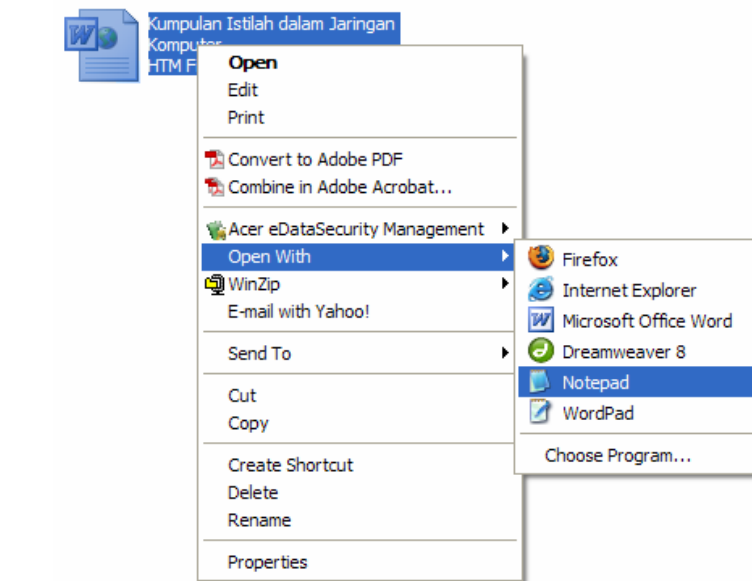 Kumpulan Istilah dalam Jaringan
Komputer
HTM F
Open
Edit
Print
Convert to Adobe PDF
Combine in Adobe Acrobat...
Acer eDataSecurity Management
Open With
WinZip
E-mail with Yahoo!
Send To
Cut
Copy
Create Shortcut
Delete
Rename
Properties
Firefox
Internet Explorer
Microsoft Office Word
Dreamweaver 8
Notepad
WordPad
Choose Program...